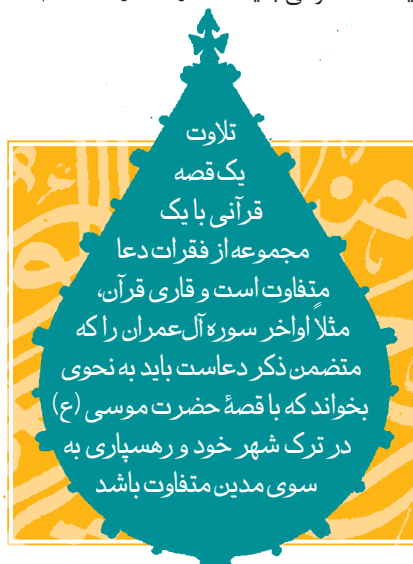 تلاوت
یک قصه
قرآنی با یک
مجموعه از فقرات دعا
متفاوت است و قاری قرآن،
مثلاً اواخر سوره آل‌عمران را که
متضمن ذکر دعاست باید به نحوی
بخواند که با قصهٔ حضرت موسی (ع)
در ترک شهر خود و رهسپاری به
سوی مدین متفاوت باشد